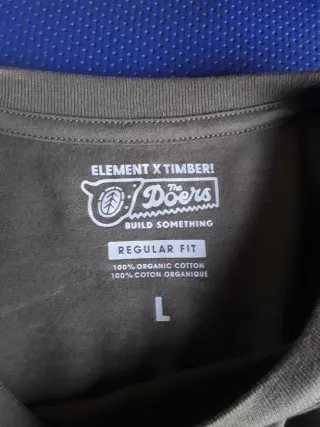 ELEMENT X TIMBER!
The
Doers
BUILD SOMETHING
REGULAR FIT
100% ORGANIC COTTON
100% COTON ORGANIQUE
L